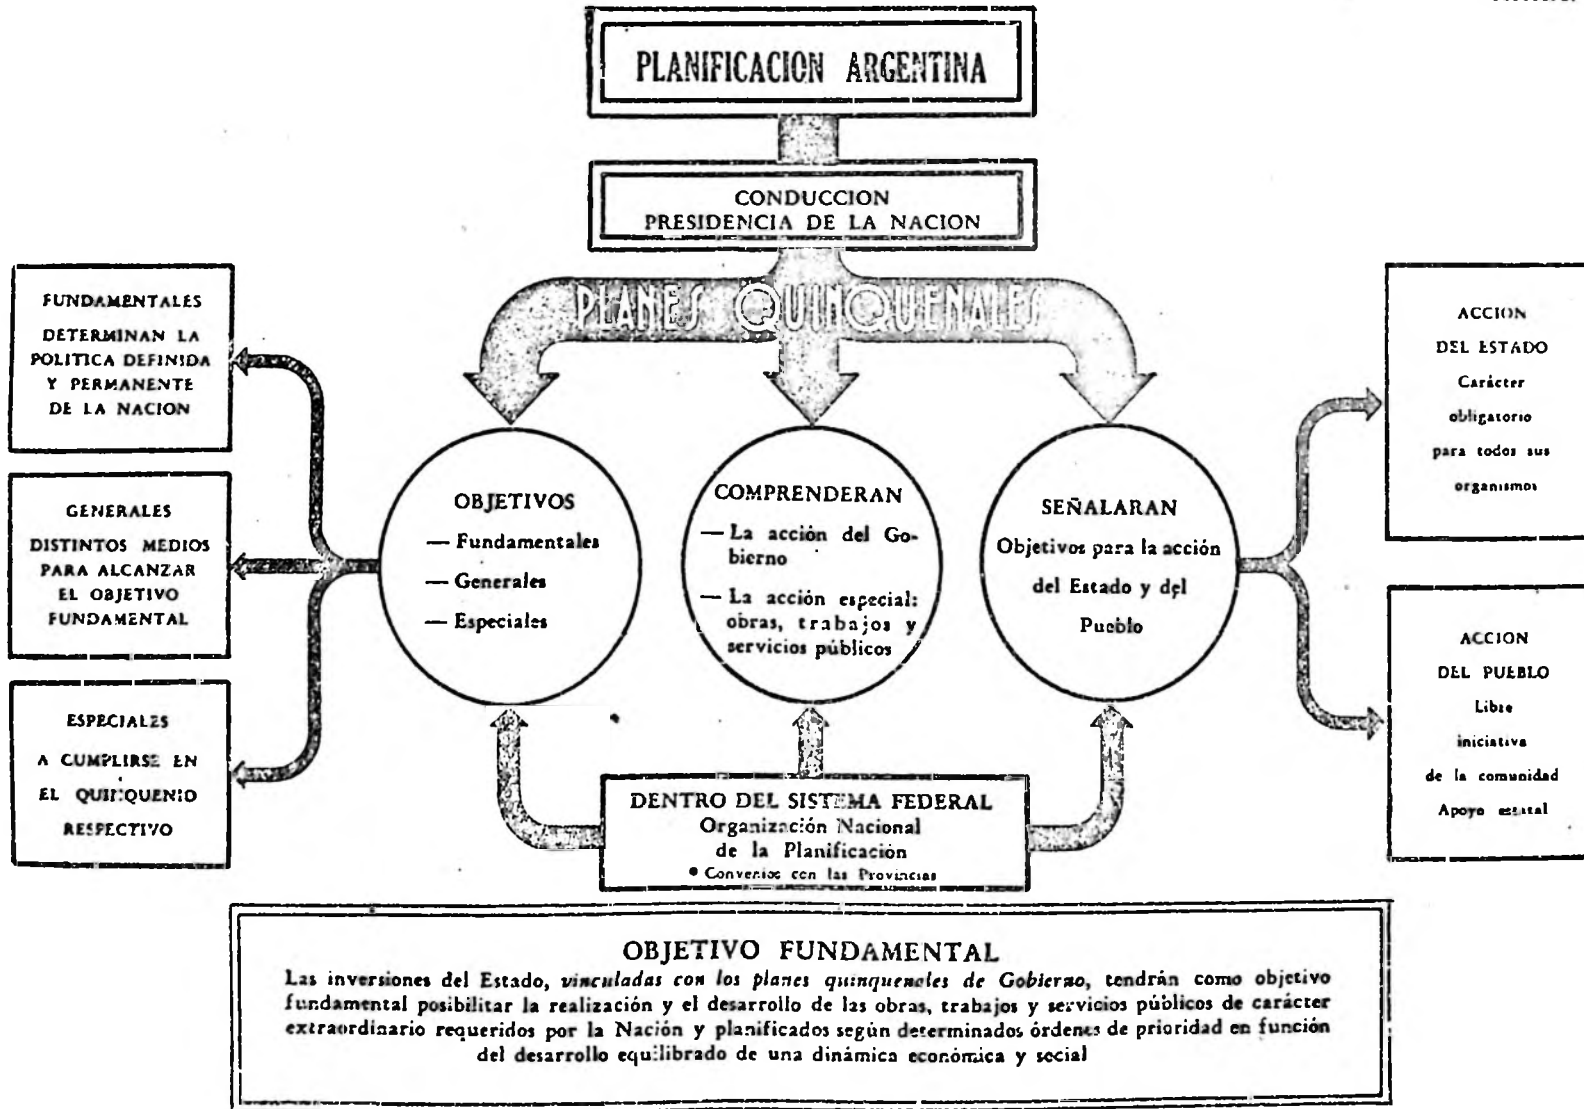 PLANIFICACION ARGENTINA
CONDUCCION
PRESIDENCIA DE LA NACION
PLANES QUINQUENALES
FUNDAMENTALES
DETERMINAN LA
POLITICA DEFINIDA
Y PERMANENTE
DE LA NACION
GENERALES
DISTINTOS MEDIOS
PARA ALCANZAR
EL OBJETIVO
FUNDAMENTAL
ESPECIALES
A CUMPLIRSE EN
EL QUINQUENIO
RESPECTIVO
OBJETIVOS
— Fundamentales
— Generales
— Especiales
COMPRENDERAN
— La acción del Go-
bierno
— La acción especial:
obras, trabajos y
servicios públicos
SEÑALARAN
Objetivos para la acción
del Estado y del
Pueblo
ACCION
DEL ESTADO
Carácter
obligatorio
para todos sus
organismos
ACCION
DEL PUEBLO
Libre
iniciativa
de la comunidad
Apoyo estatal
DENTRO DEL SISTEMA FEDERAL
Organización Nacional
de la Planificación
• Convenios con las Provincias
OBJETIVO FUNDAMENTAL
Las inversiones del Estado, vinculadas con los planes quinquenales de Gobierno, tendrán como objetivo
fundamental posibilitar la realización y el desarrollo de las obras, trabajos y servicios públicos de carácter
extraordinario requeridos por la Nación y planificados según determinados órdenes de prioridad en función
del desarrollo equilibrado de una dinámica económica y social